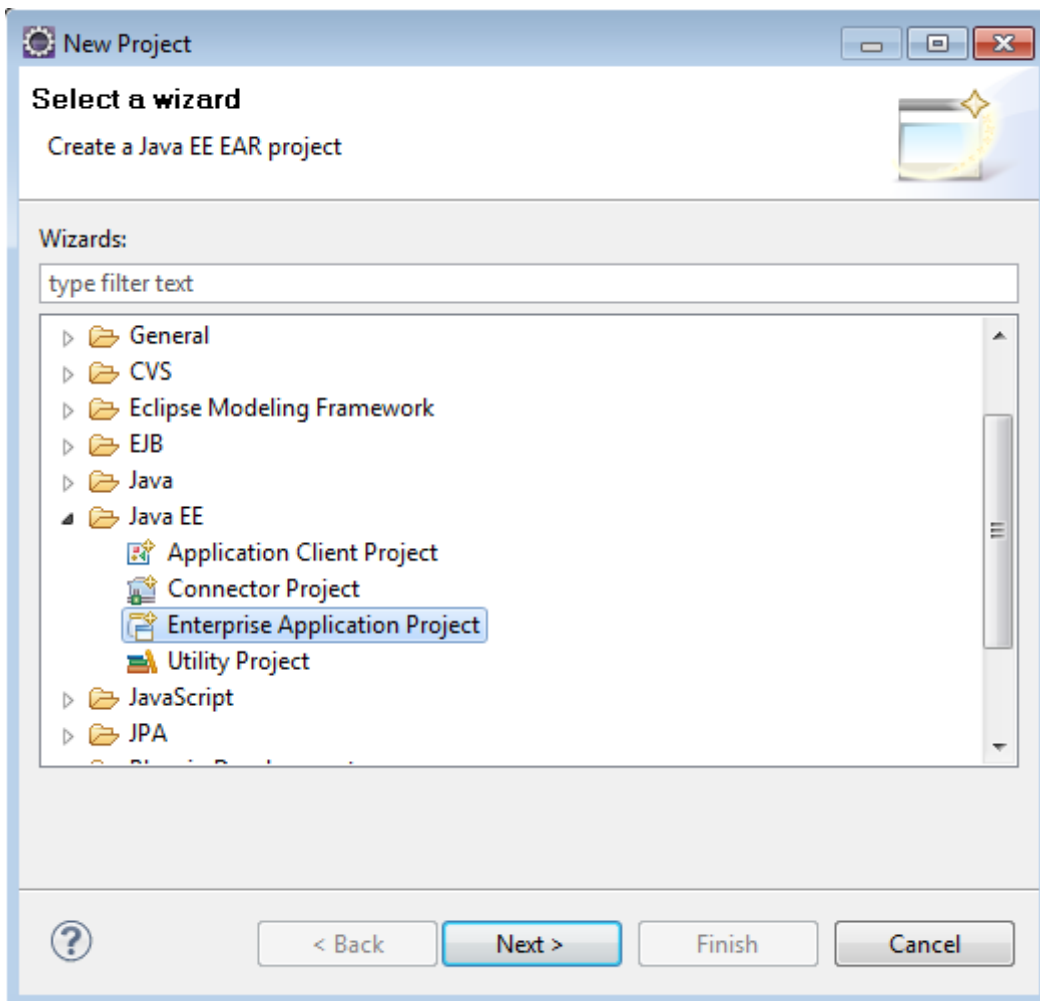 New Project
Select a wizard
Create a Java EE EAR project
Wizards:
type filter text
General
CVS
Eclipse Modeling Framework
EJB
Java
Java EE
Application Client Project
Connector Project
Enterprise Application Project
Utility Project
JavaScript
JPA
? < Back Next > Finish Cancel